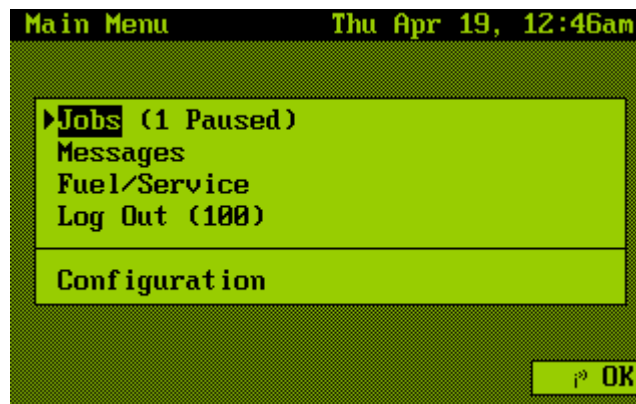 Main Menu Thu Apr 19, 12:46am
Jobs (1 Paused)
Messages
Fuel/Service
Log Out (100)
Configuration
OK